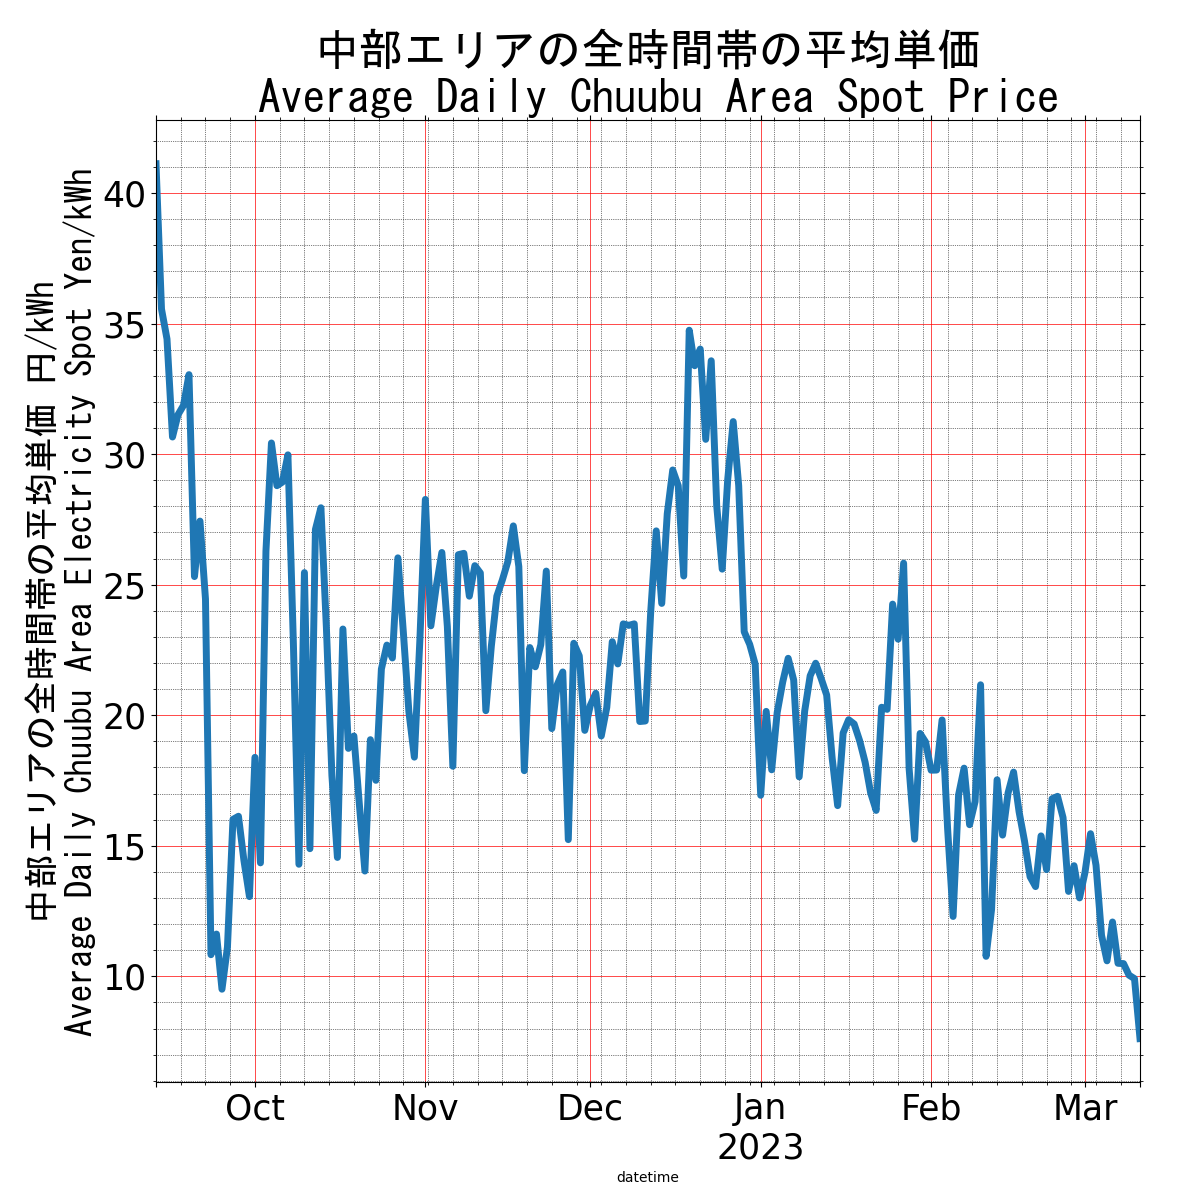 中部エリアの全時間帯の平均単価
Average Daily Chuubu Area Spot Price
中部エリアの全時間帯の平均単価 円/kWh
Average Daily Chuubu Area Electricity Spot Yen/kWh
40
35
30
25
20
15
10
Oct
Nov
Dec
Jan
2023
Feb
Mar
datetime